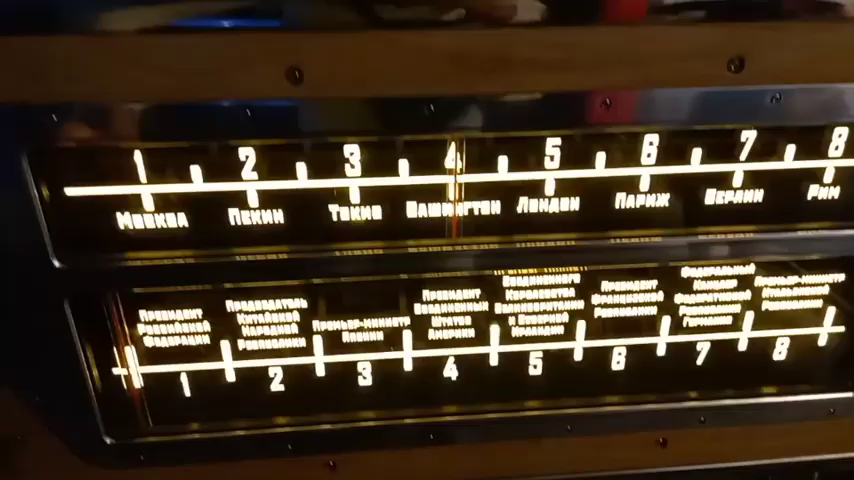 1 2 3 4 5 6 7 8
Москва Пекин Токио Вашингтон Лондон Париж Берлин Рим
Президент Российской Федерации
Председатель Китайской Народной Республики
Премьер-министр Японии
Президент Соединённых Штатов Америки
Соединенного Королевства Великобритании и Северной Ирландии
Президент Французской Республики
Федеральный Канцлер Федеративной Республики Германии
Премьер-министр Итальянской Республики
1 2 3 4 5 6 7 8